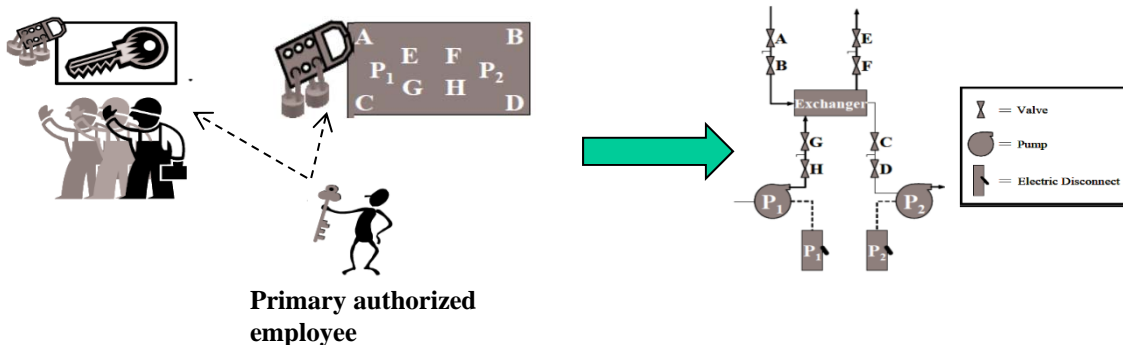 A B
E F
P1 P2
G H
C D
Primary authorized
employee
A E
B F
Exchanger
G C
H D
P1 P2
P1 P2
= Valve
= Pump
= Electric Disconnect